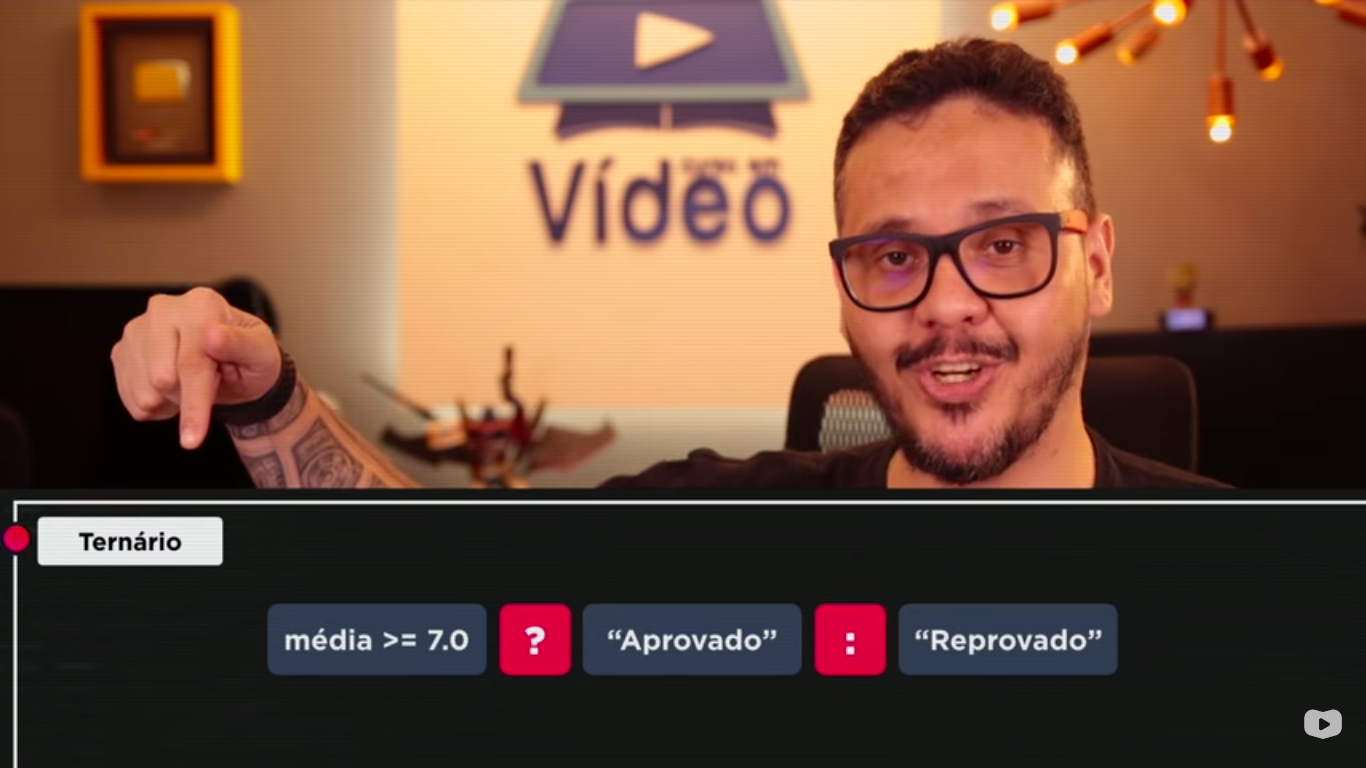 Vídeo
Ternário
média >= 7.0 ? “Aprovado” : “Reprovado”